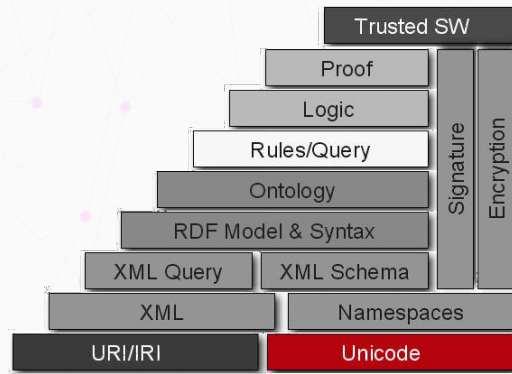 Trusted SW
Proof
Logic
Rules/Query
Ontology
RDF Model & Syntax
XML Query XML Schema
Signature
Encryption
XML Namespaces
URI/IRI Unicode